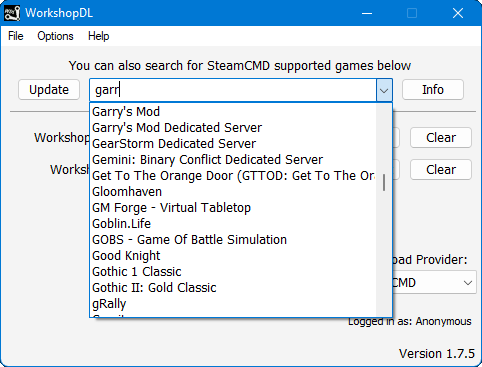 WorkshopDL
File Options Help
You can also search for SteamCMD supported games below
Update garr Info
Garry's Mod
Garry's Mod Dedicated Server
GearStorm Dedicated Server
Gemini: Binary Conflict Dedicated Server
Get To The Orange Door (GTTOD: Get To The Ora
Gloomhaven
GM Forge - Virtual Tabletop
Goblin.Life
GOBS - Game Of Battle Simulation
Good Knight
Gothic 1 Classic
Gothic II: Gold Classic
gRally
Workshop Clear
Worksh Clear
oad Provider:
CMD
Logged in as: Anonymous
Version 1.7.5